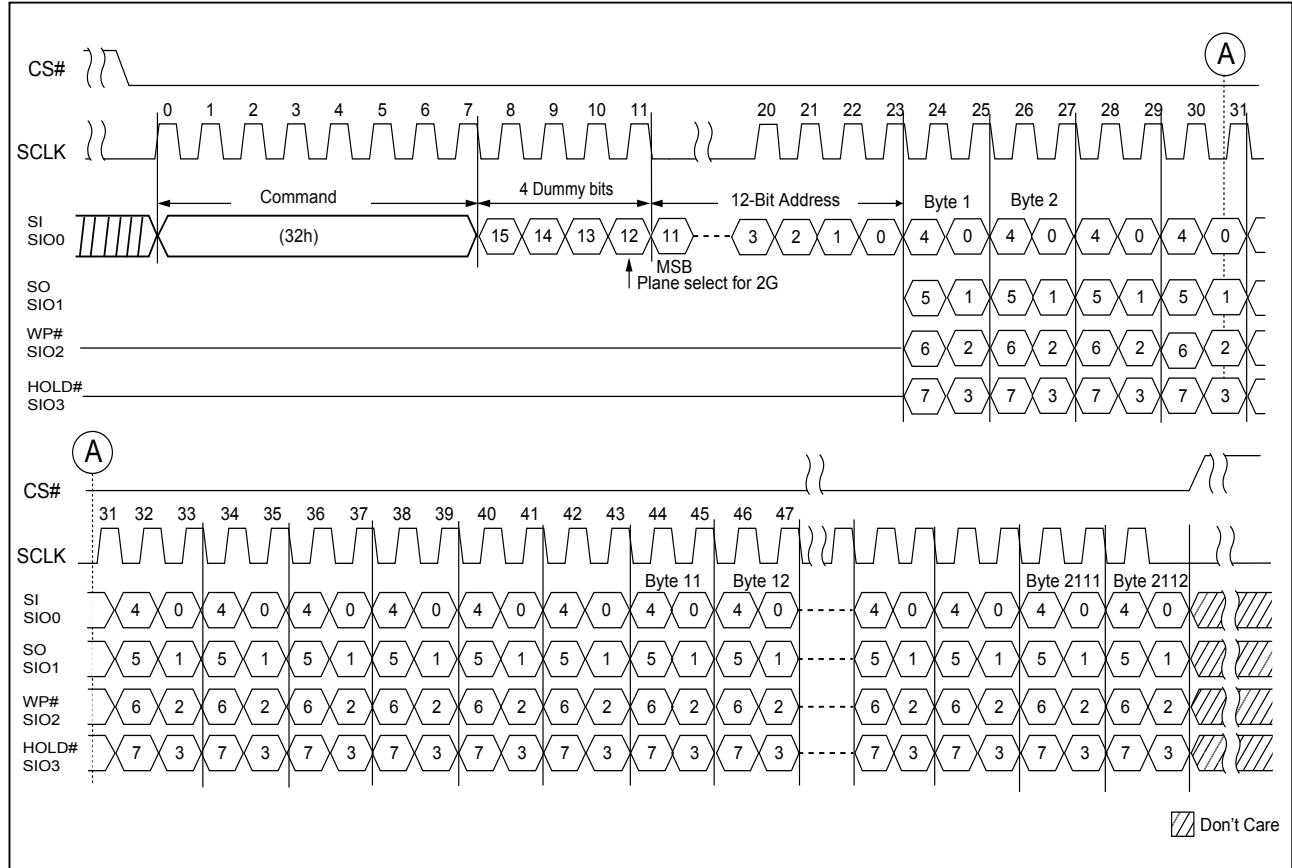 A
CS#
0 1 2 3 4 5 6 7 8 9 10 11 20 21 22 23 24 25 26 27 28 29 30 31
SCLK
Command 4 Dummy bits 12-Bit Address Byte 1 Byte 2
SI
SIO0
(32h) 15 14 13 12 11 3 2 1 0 4 0 4 0 4 0 4 0
MSB
Plane select for 2G
SO
SIO1
5 1 5 1 5 1 5 1
WP#
SIO2
6 2 6 2 6 2 6 2
HOLD#
SIO3
7 3 7 3 7 3 7 3
A
CS#
31 32 33 34 35 36 37 38 39 40 41 42 43 44 45 46 47
SCLK
Byte 11 Byte 12 Byte 2111 Byte 2112
SI
SIO0
4 0 4 0 4 0 4 0 4 0 4 0 4 0 4 0 4 0 4 0 4 0 4 0
SO
SIO1
5 1 5 1 5 1 5 1 5 1 5 1 5 1 5 1 5 1 5 1 5 1 5 1
WP#
SIO2
6 2 6 2 6 2 6 2 6 2 6 2 6 2 6 2 6 2 6 2 6 2 6 2
HOLD#
SIO3
7 3 7 3 7 3 7 3 7 3 7 3 7 3 7 3 7 3 7 3 7 3 7 3
Don't Care